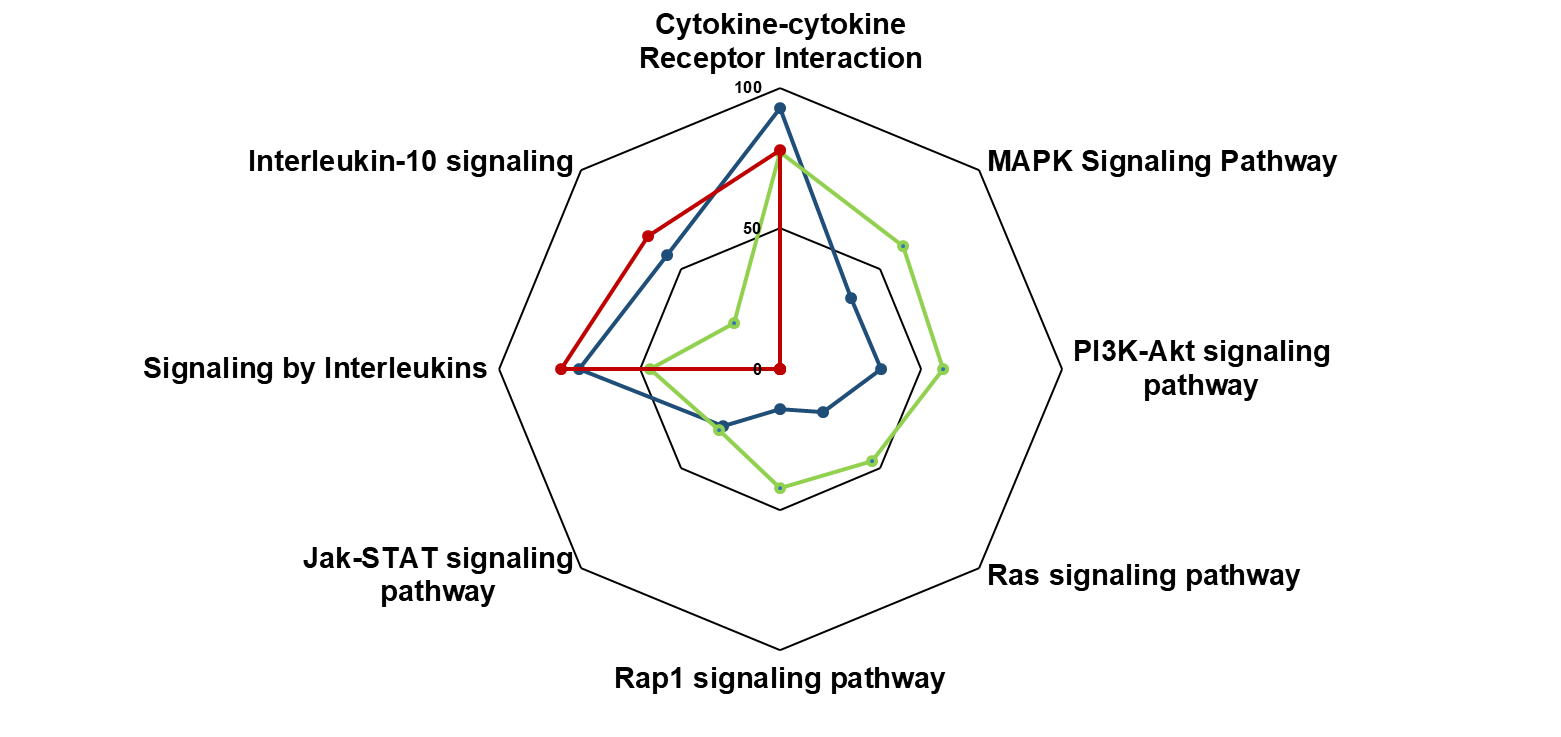 Cytokine-cytokine
Receptor Interaction
100
Interleukin-10 signaling
MAPK Signaling Pathway
50
PI3K-Akt signaling
pathway
Signaling by Interleukins
0
Jak-STAT signaling
pathway
Ras signaling pathway
Rap1 signaling pathway